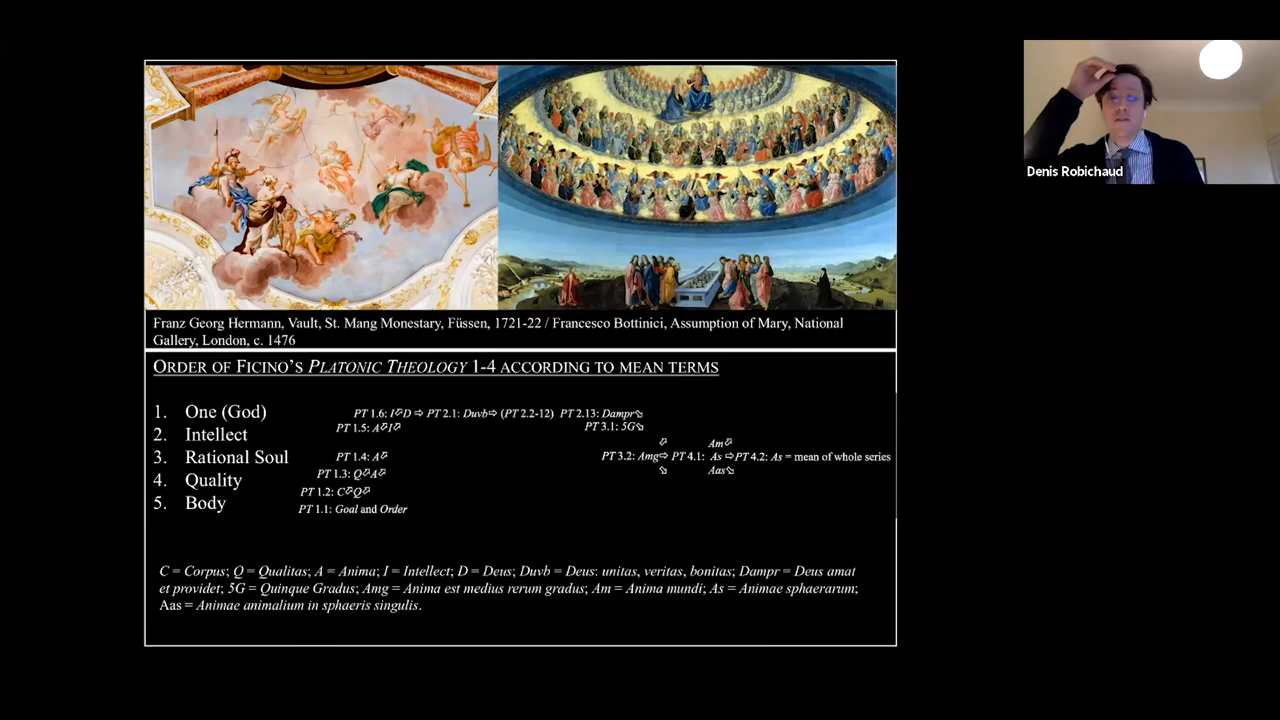 Denis Robichaud
Franz Georg Hermann, Vault, St. Mang Monestary, Füssen, 1721-22 / Francesco Bottinici, Assumption of Mary, National
Gallery, London, c. 1476
ORDER OF FICINO'S PLATONIC THEOLOGY 1-4 ACCORDING TO MEAN TERMS
1. One (God)
2. Intellect
3. Rational Soul
4. Quality
5. Body
PT 1.6: I⬀D ⇨ PT 2.1: Duvb⇨ (PT 2.2-12) PT 2.13: Dampr⬂
PT 1.5: A⬀I⬀ PT 3.1: 5G⬂
⬀ Am⬀
PT 1.4: A⬀ PT 3.2: Amg⇨ PT 4.1: As ⇨PT 4.2: As = mean of whole series
⬂ Aas⬂
PT 1.3: Q⬀A⬀
PT 1.2: C⬀Q⬀
PT 1.1: Goal and Order
C = Corpus; Q = Qualitas; A = Anima; I = Intellect; D = Deus; Duvb = Deus: unitas, veritas, bonitas; Dampr = Deus amat
et providet; 5G = Quinque Gradus; Amg = Anima est medius rerum gradus; Am = Anima mundi; As = Animae sphaerarum;
Aas = Animae animalium in sphaeris singulis.